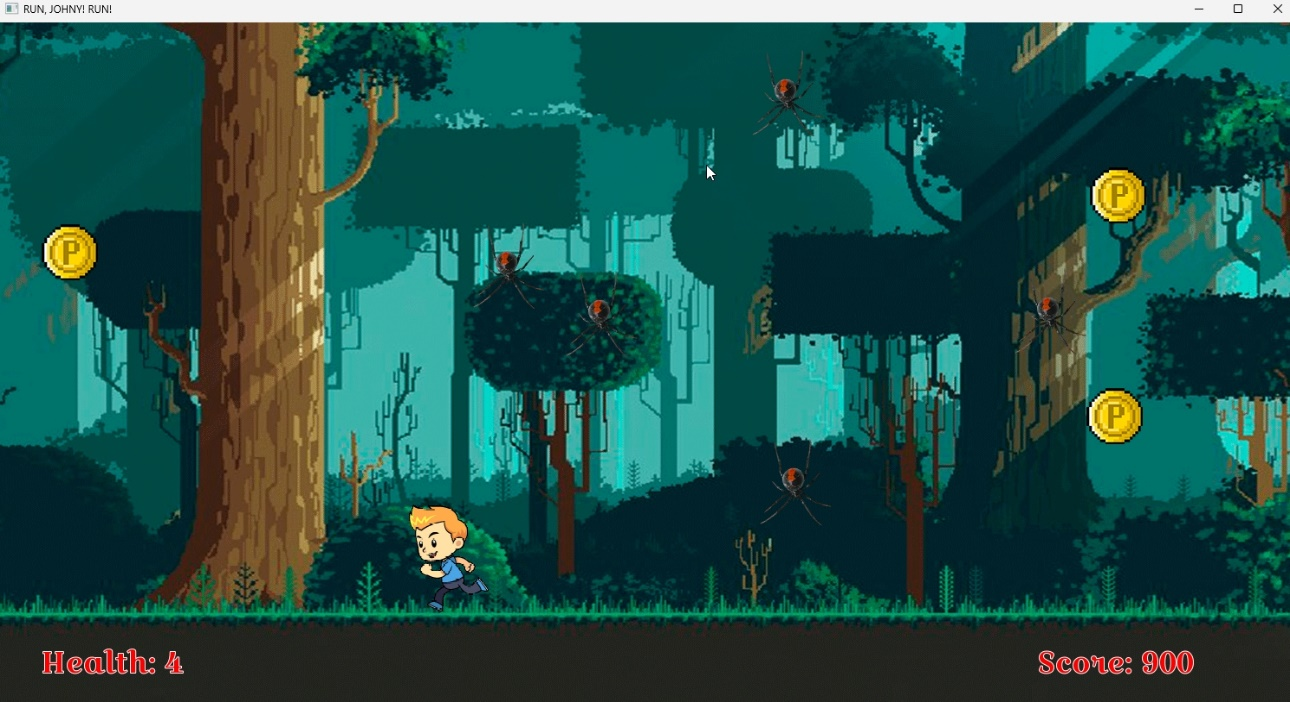 RUN, JOHNY! RUN!
P
P
P
Health: 4
Score: 900